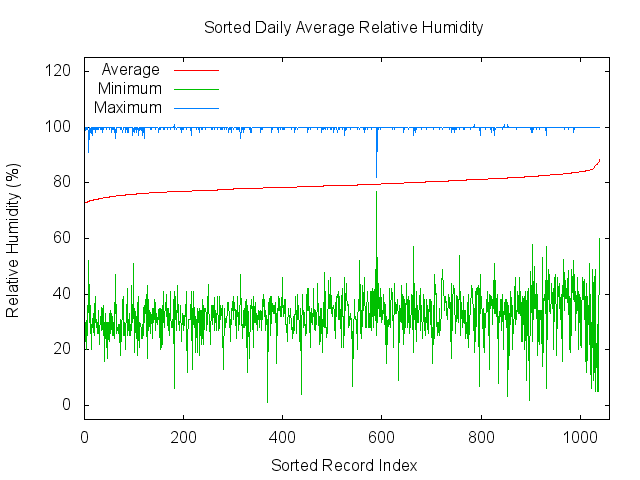 Sorted Daily Average Relative Humidity
Average
Minimum
Maximum
120
100
80
60
40
20
0
Relative Humidity (%)
0 200 400 600 800 1000
Sorted Record Index